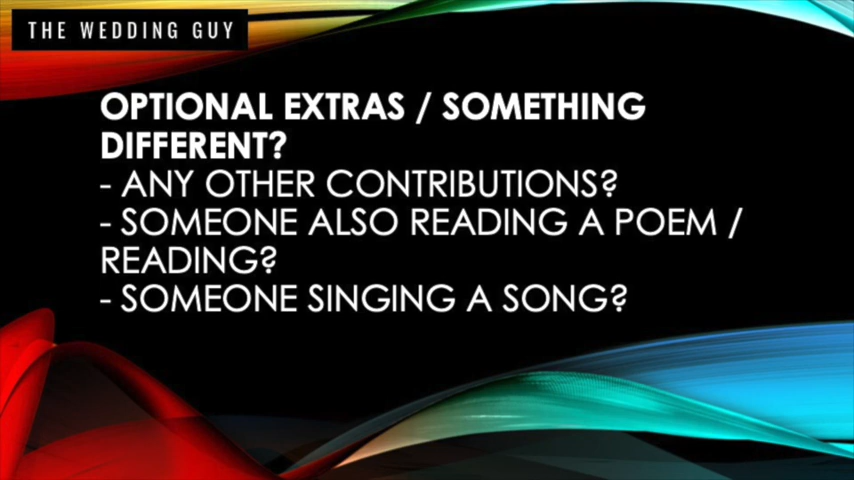 THE WEDDING GUY
OPTIONAL EXTRAS / SOMETHING
DIFFERENT?
- ANY OTHER CONTRIBUTIONS?
- SOMEONE ALSO READING A POEM /
READING?
- SOMEONE SINGING A SONG?